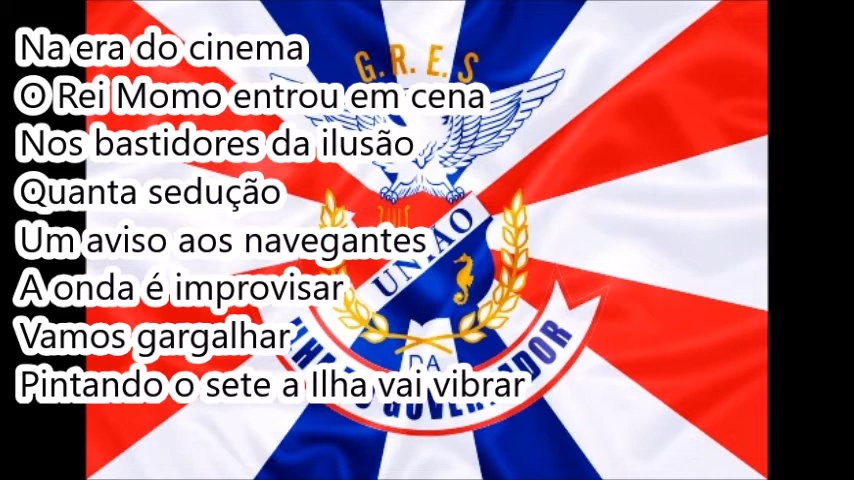 Na era do cinema
O Rei Momo entrou em cena
Nos bastidores da ilusão
Quanta sedução
Um aviso aos navegantes
A onda é improvisar
Vamos gargalhar
Pintando o sete a Ilha vai vibrar
G.R.E.S
UNIÃO
DA